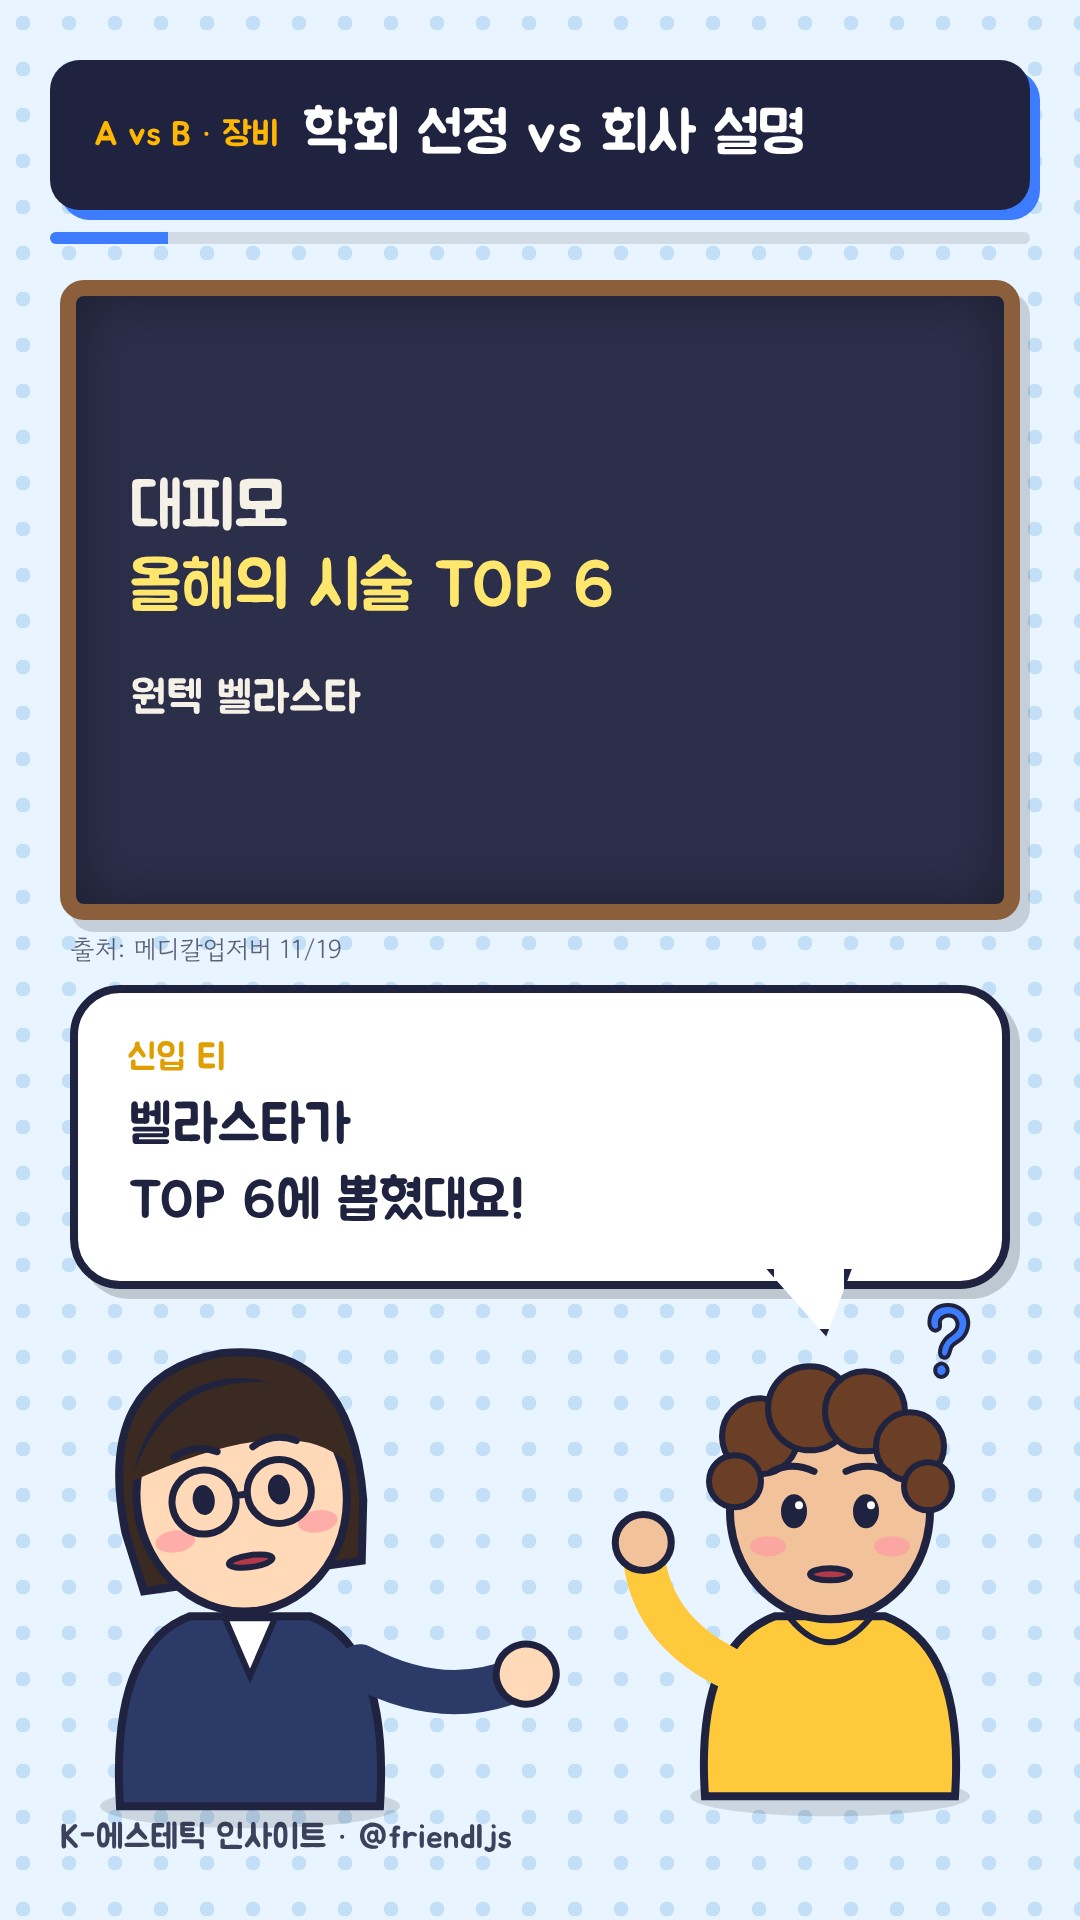 A vs B · 장비 학회 선정 vs 회사 설명
대피모
올해의 시술 TOP 6
원텍 벨라스타
출처: 메디칼업저버 11/19
신입 티
벨라스타가
TOP 6에 뽑혔대요!
?
K-에스테틱 인사이트 · @friendljs